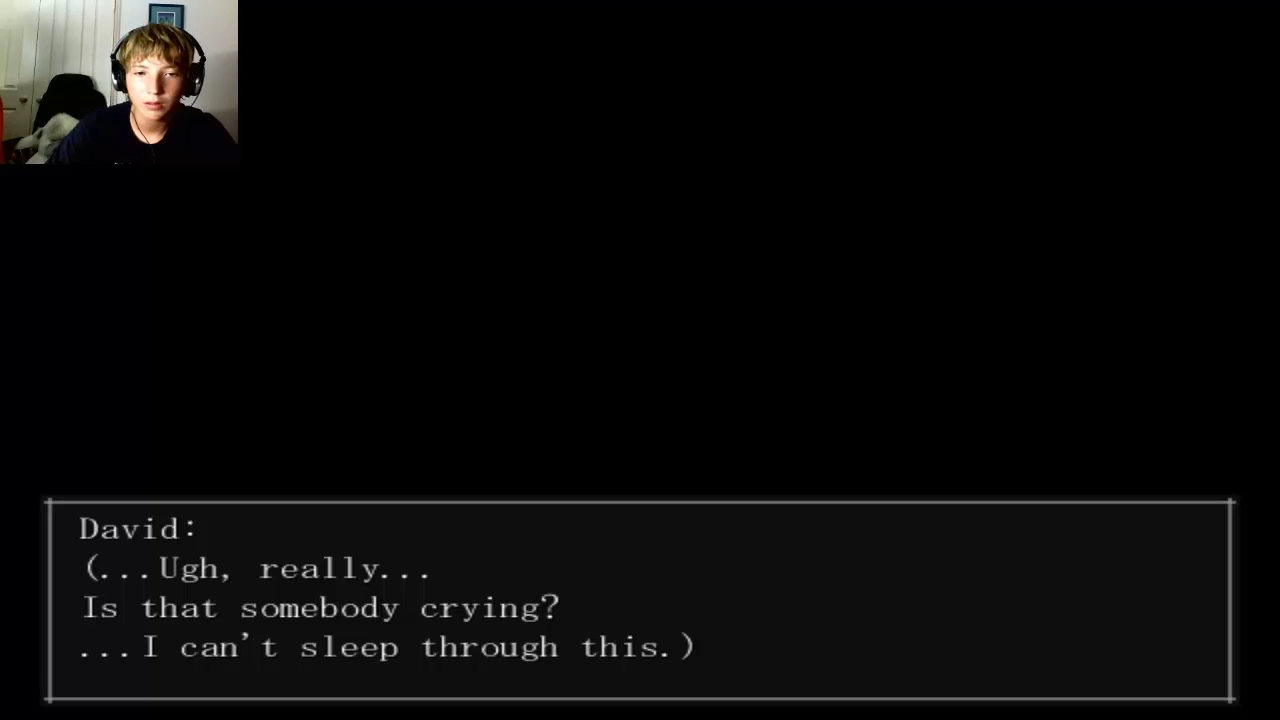 David:
(...Ugh, really...
Is that somebody crying?
...I can't sleep through this.)